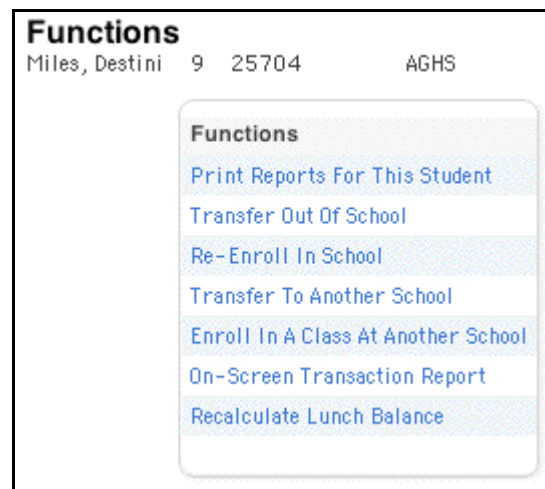 Functions
Miles, Destini 9 25704 AGHS
Functions
Print Reports For This Student
Transfer Out Of School
Re-Enroll In School
Transfer To Another School
Enroll In A Class At Another School
On-Screen Transaction Report
Recalculate Lunch Balance